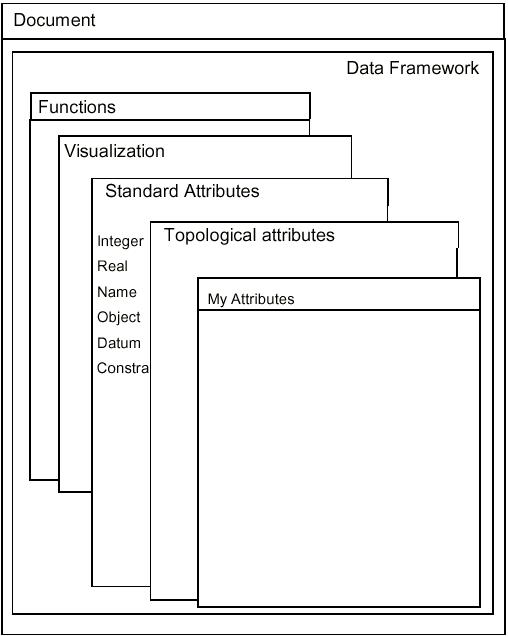 Document
Data Framework
Functions
Visualization
Standard Attributes
Topological attributes
Integer
Real
Name
Object
Datum
Constra
My Attributes